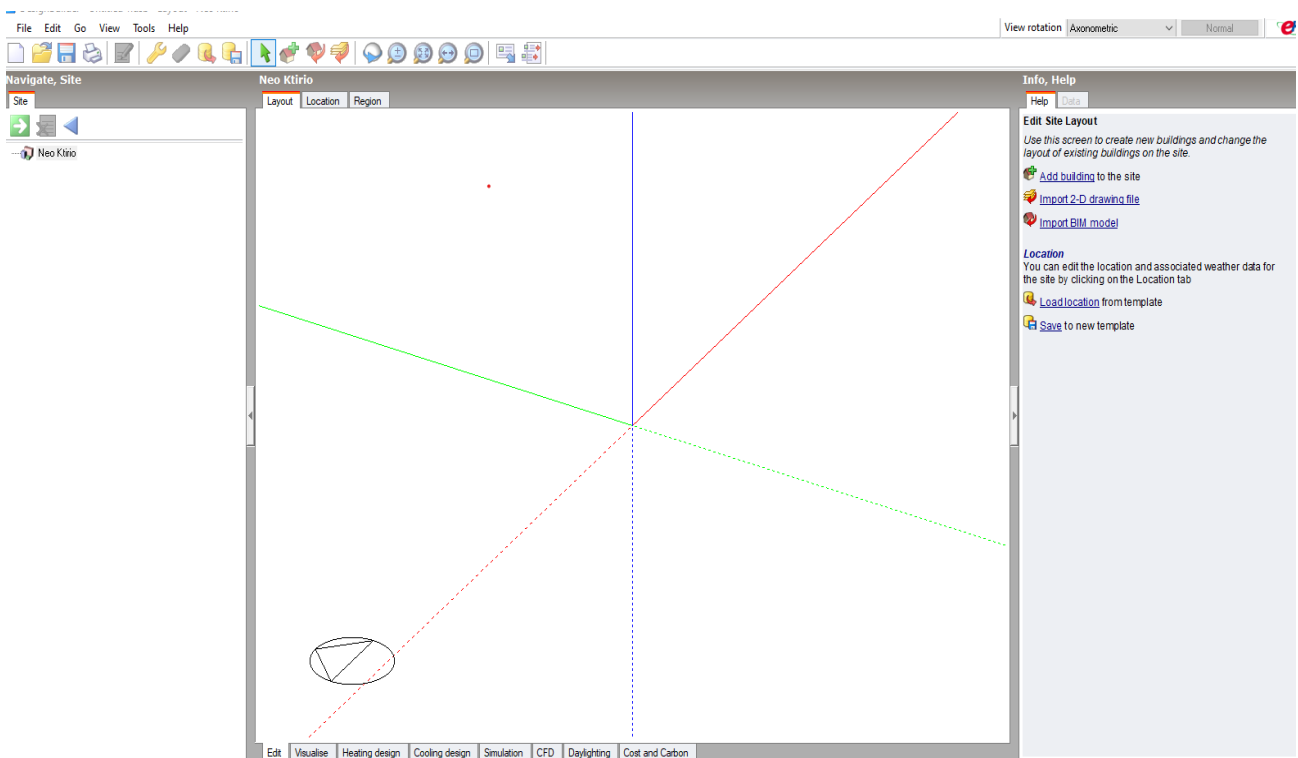 File Edit Go View Tools Help
View rotation Axonometric Normal
Navigate, Site
Site
Neo Ktirio
Neo Ktirio
Layout Location Region
Edit Visualise Heating design Cooling design Simulation CFD Daylighting Cost and Carbon
Info, Help
Help Data
Edit Site Layout
Use this screen to create new buildings and change the
layout of existing buildings on the site.
Add building to the site
Import 2-D drawing file
Import BIM model
Location
You can edit the location and associated weather data for
the site by clicking on the Location tab
Load location from template
Save to new template